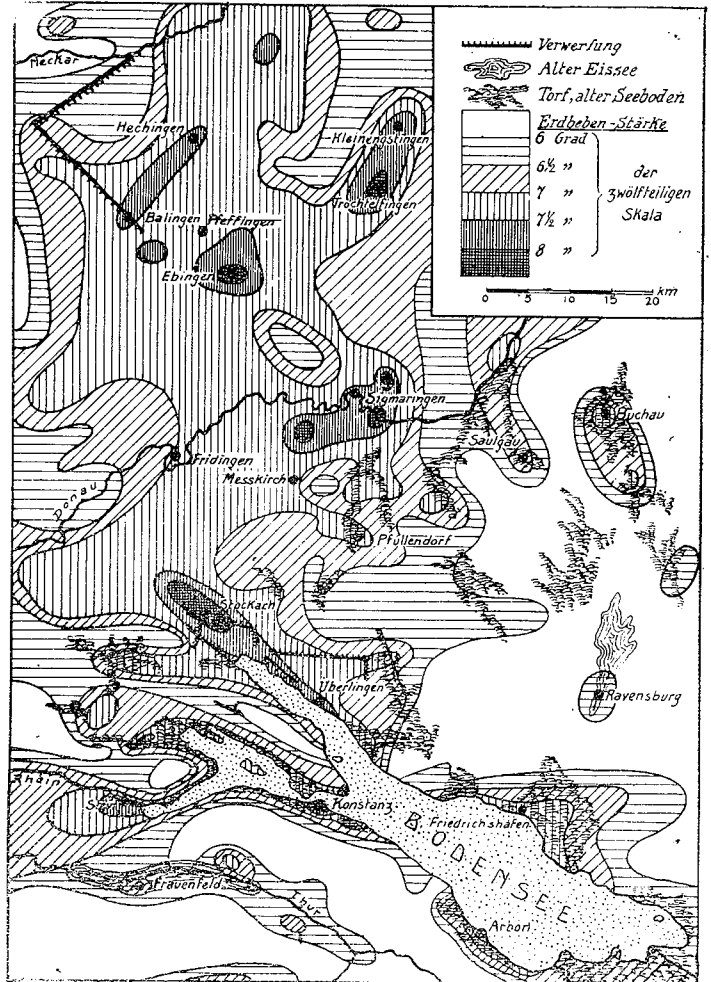 Verwerfung
Alter Eissee
Torf, alter Seeboden
Erdbeben-Stärke
6 Grad
6½ "
7 "
7½ "
8 "
der
zwölfteiligen
Skala
0 5 10 15 20 km
Neckar
Hechingen
Kleinengstingen
Trochtelfingen
Balingen
Pfeffingen
Ebingen
Sigmaringen
Buchau
Saulgau
Fridingen
Messkirch
Donau
Pfullendorf
Stockach
Überlingen
Ravensburg
Rhein
Konstanz
Friedrichshafen
BODENSEE
Frauenfeld
Thur
Arbon